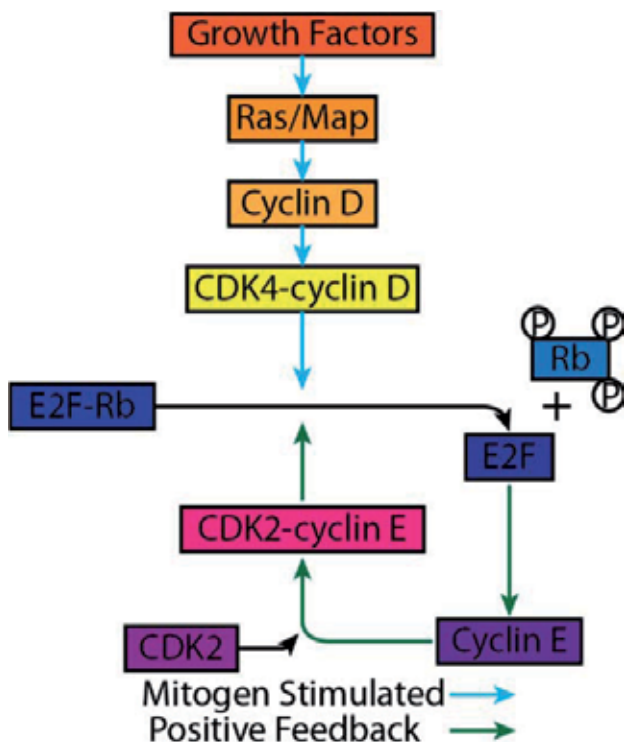 Growth Factors
Ras/Map
Cyclin D
CDK4-cyclin D
P P
Rb
P
E2F-Rb
+
E2F
CDK2-cyclin E
CDK2
Cyclin E
Mitogen Stimulated
Positive Feedback